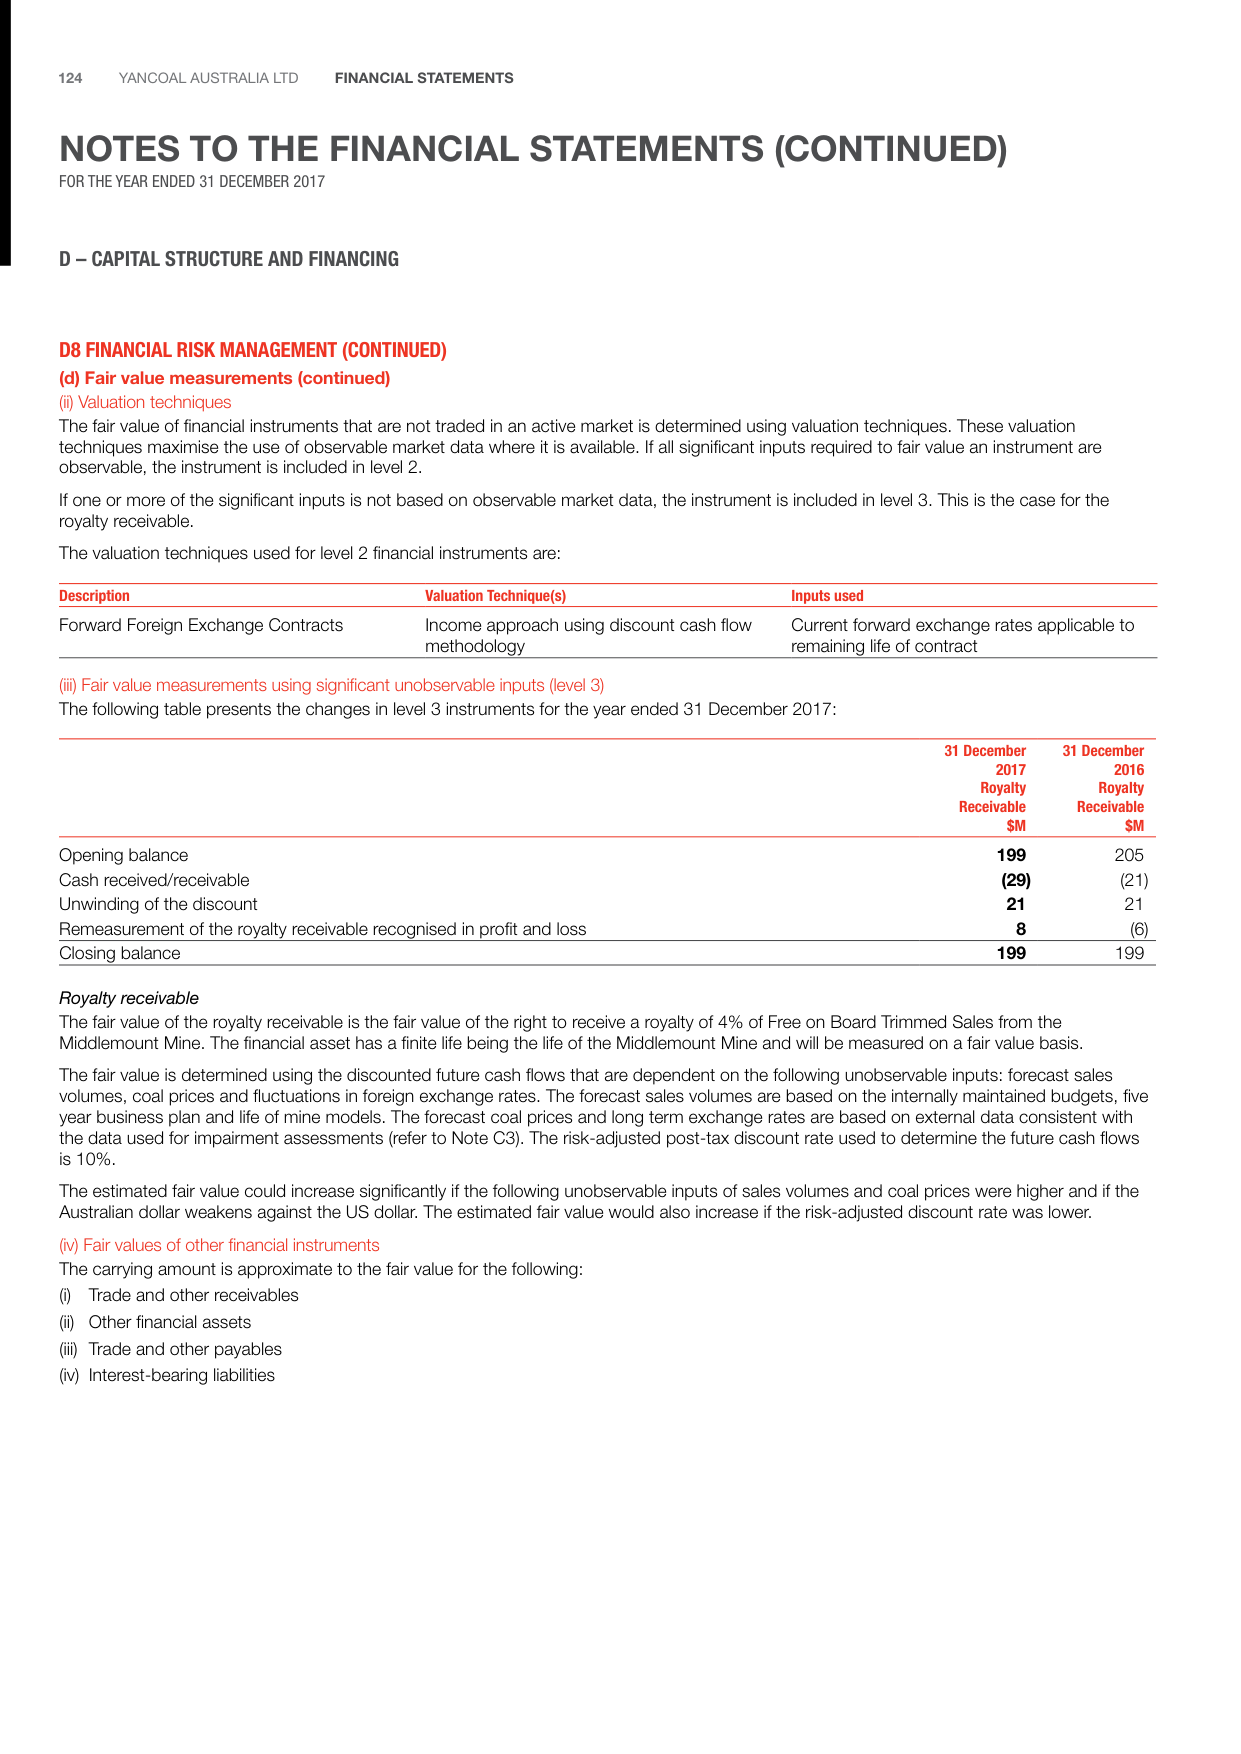 124 YANCOAL AUSTRALIA LTD FINANCIAL STATEMENTS
NOTES TO THE FINANCIAL STATEMENTS (CONTINUED)
FOR THE YEAR ENDED 31 DECEMBER 2017
D – CAPITAL STRUCTURE AND FINANCING
D8 FINANCIAL RISK MANAGEMENT (CONTINUED)
(d) Fair value measurements (continued)
(ii) Valuation techniques
The fair value of financial instruments that are not traded in an active market is determined using valuation techniques. These valuation
techniques maximise the use of observable market data where it is available. If all significant inputs required to fair value an instrument are
observable, the instrument is included in level 2.
If one or more of the significant inputs is not based on observable market data, the instrument is included in level 3. This is the case for the
royalty receivable.
The valuation techniques used for level 2 financial instruments are:
Description Valuation Technique(s) Inputs used
Forward Foreign Exchange Contracts Income approach using discount cash flow Current forward exchange rates applicable to
methodology remaining life of contract
(iii) Fair value measurements using significant unobservable inputs (level 3)
The following table presents the changes in level 3 instruments for the year ended 31 December 2017:
31 December 31 December
2017 2016
Royalty Royalty
Receivable Receivable
$M $M
Opening balance 199 205
Cash received/receivable (29) (21)
Unwinding of the discount 21 21
Remeasurement of the royalty receivable recognised in profit and loss 8 (6)
Closing balance 199 199
Royalty receivable
The fair value of the royalty receivable is the fair value of the right to receive a royalty of 4% of Free on Board Trimmed Sales from the
Middlemount Mine. The financial asset has a finite life being the life of the Middlemount Mine and will be measured on a fair value basis.
The fair value is determined using the discounted future cash flows that are dependent on the following unobservable inputs: forecast sales
volumes, coal prices and fluctuations in foreign exchange rates. The forecast sales volumes are based on the internally maintained budgets, five
year business plan and life of mine models. The forecast coal prices and long term exchange rates are based on external data consistent with
the data used for impairment assessments (refer to Note C3). The risk-adjusted post-tax discount rate used to determine the future cash flows
is 10%.
The estimated fair value could increase significantly if the following unobservable inputs of sales volumes and coal prices were higher and if the
Australian dollar weakens against the US dollar. The estimated fair value would also increase if the risk-adjusted discount rate was lower.
(iv) Fair values of other financial instruments
The carrying amount is approximate to the fair value for the following:
(i) Trade and other receivables
(ii) Other financial assets
(iii) Trade and other payables
(iv) Interest-bearing liabilities